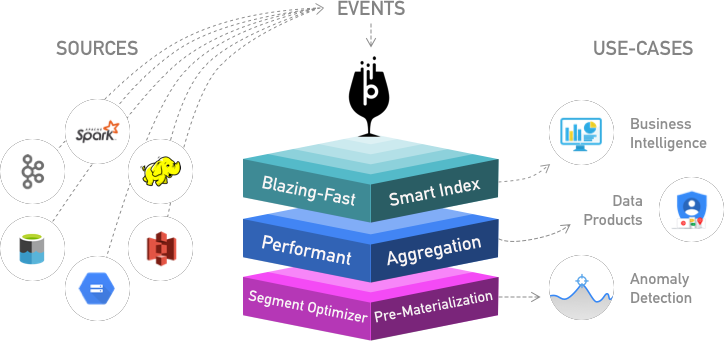 EVENTS
SOURCES
USE-CASES
APACHE
Spark
p
Business
Intelligence
Blazing-Fast
Smart Index
Data
Products
Performant
Aggregation
Anomaly
Detection
Segment Optimizer
Pre-Materialization